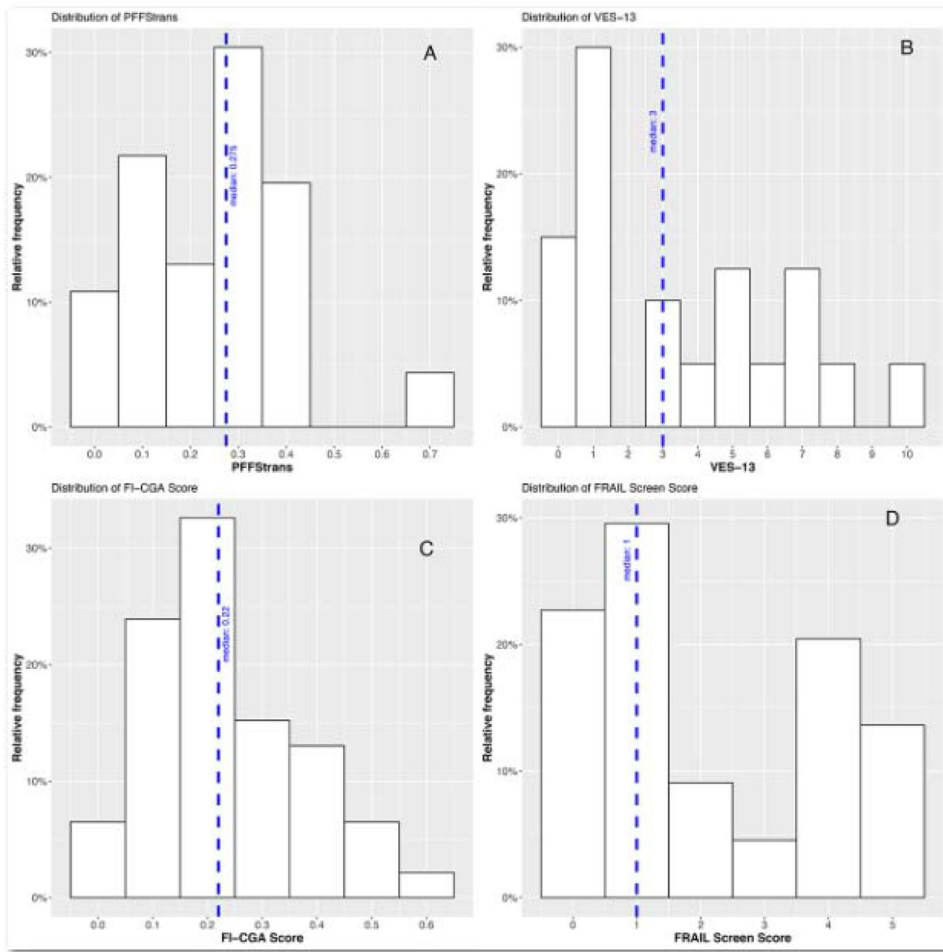 Distribution of PFFStrans
A
30%
20%
10%
0%
Relative frequency
median: 0.275
0.0 0.1 0.2 0.3 0.4 0.5 0.6 0.7
PFFStrans
Distribution of VES-13
B
30%
20%
10%
0%
Relative frequency
median: 3
0 1 2 3 4 5 6 7 8 9 10
VES-13
Distribution of FI-CGA Score
C
30%
20%
10%
0%
Relative frequency
median: 0.22
0.0 0.1 0.2 0.3 0.4 0.5 0.6
FI-CGA Score
Distribution of FRAIL Screen Score
D
30%
20%
10%
0%
Relative frequency
median: 1
0 1 2 3 4 5
FRAIL Screen Score